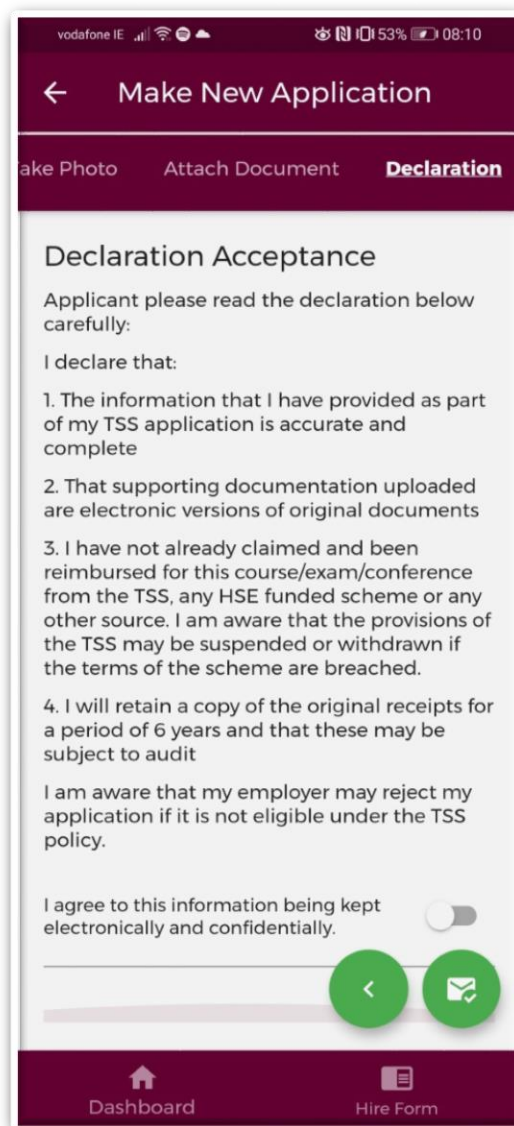 vodafone IE 53% 08:10
Make New Application
ake Photo Attach Document Declaration
Declaration Acceptance
Applicant please read the declaration below
carefully:
I declare that:
1. The information that I have provided as part
of my TSS application is accurate and
complete
2. That supporting documentation uploaded
are electronic versions of original documents
3. I have not already claimed and been
reimbursed for this course/exam/conference
from the TSS, any HSE funded scheme or any
other source. I am aware that the provisions of
the TSS may be suspended or withdrawn if
the terms of the scheme are breached.
4. I will retain a copy of the original receipts for
a period of 6 years and that these may be
subject to audit
I am aware that my employer may reject my
application if it is not eligible under the TSS
policy.
I agree to this information being kept
electronically and confidentially.
Dashboard Hire Form